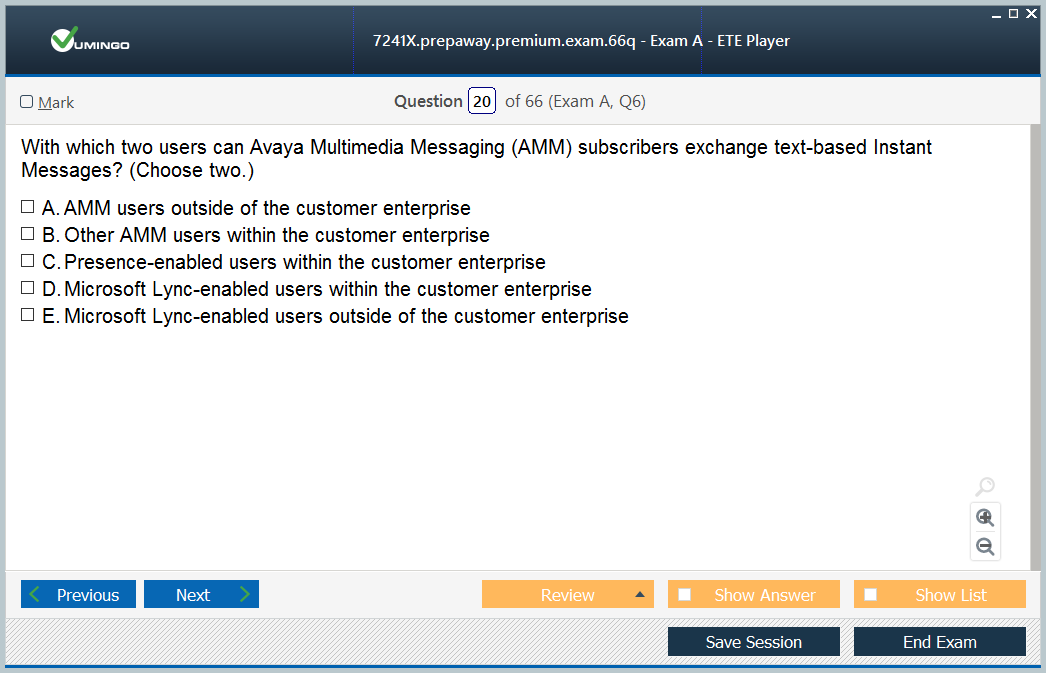 VUMINGO
7241X.prepaway.premium.exam.66q - Exam A - ETE Player
Mark
Question 20 of 66 (Exam A, Q6)
With which two users can Avaya Multimedia Messaging (AMM) subscribers exchange text-based Instant
Messages? (Choose two.)
A. AMM users outside of the customer enterprise
B. Other AMM users within the customer enterprise
C. Presence-enabled users within the customer enterprise
D. Microsoft Lync-enabled users within the customer enterprise
E. Microsoft Lync-enabled users outside of the customer enterprise
Previous Next Review Show Answer Show List
Save Session End Exam